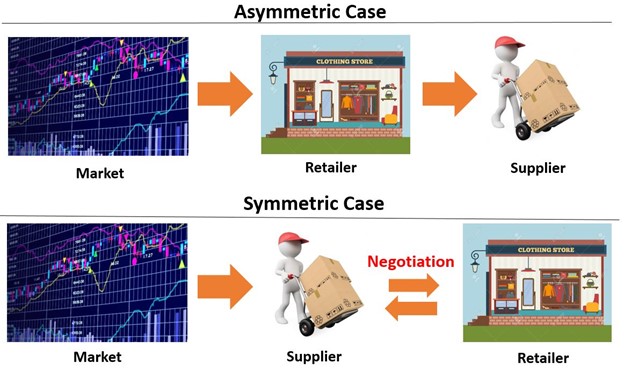 Asymmetric Case
CLOTHING STORE
Market
Retailer
Supplier
Symmetric Case
Negotiation
CLOTHING STORE
Market
Supplier
Retailer